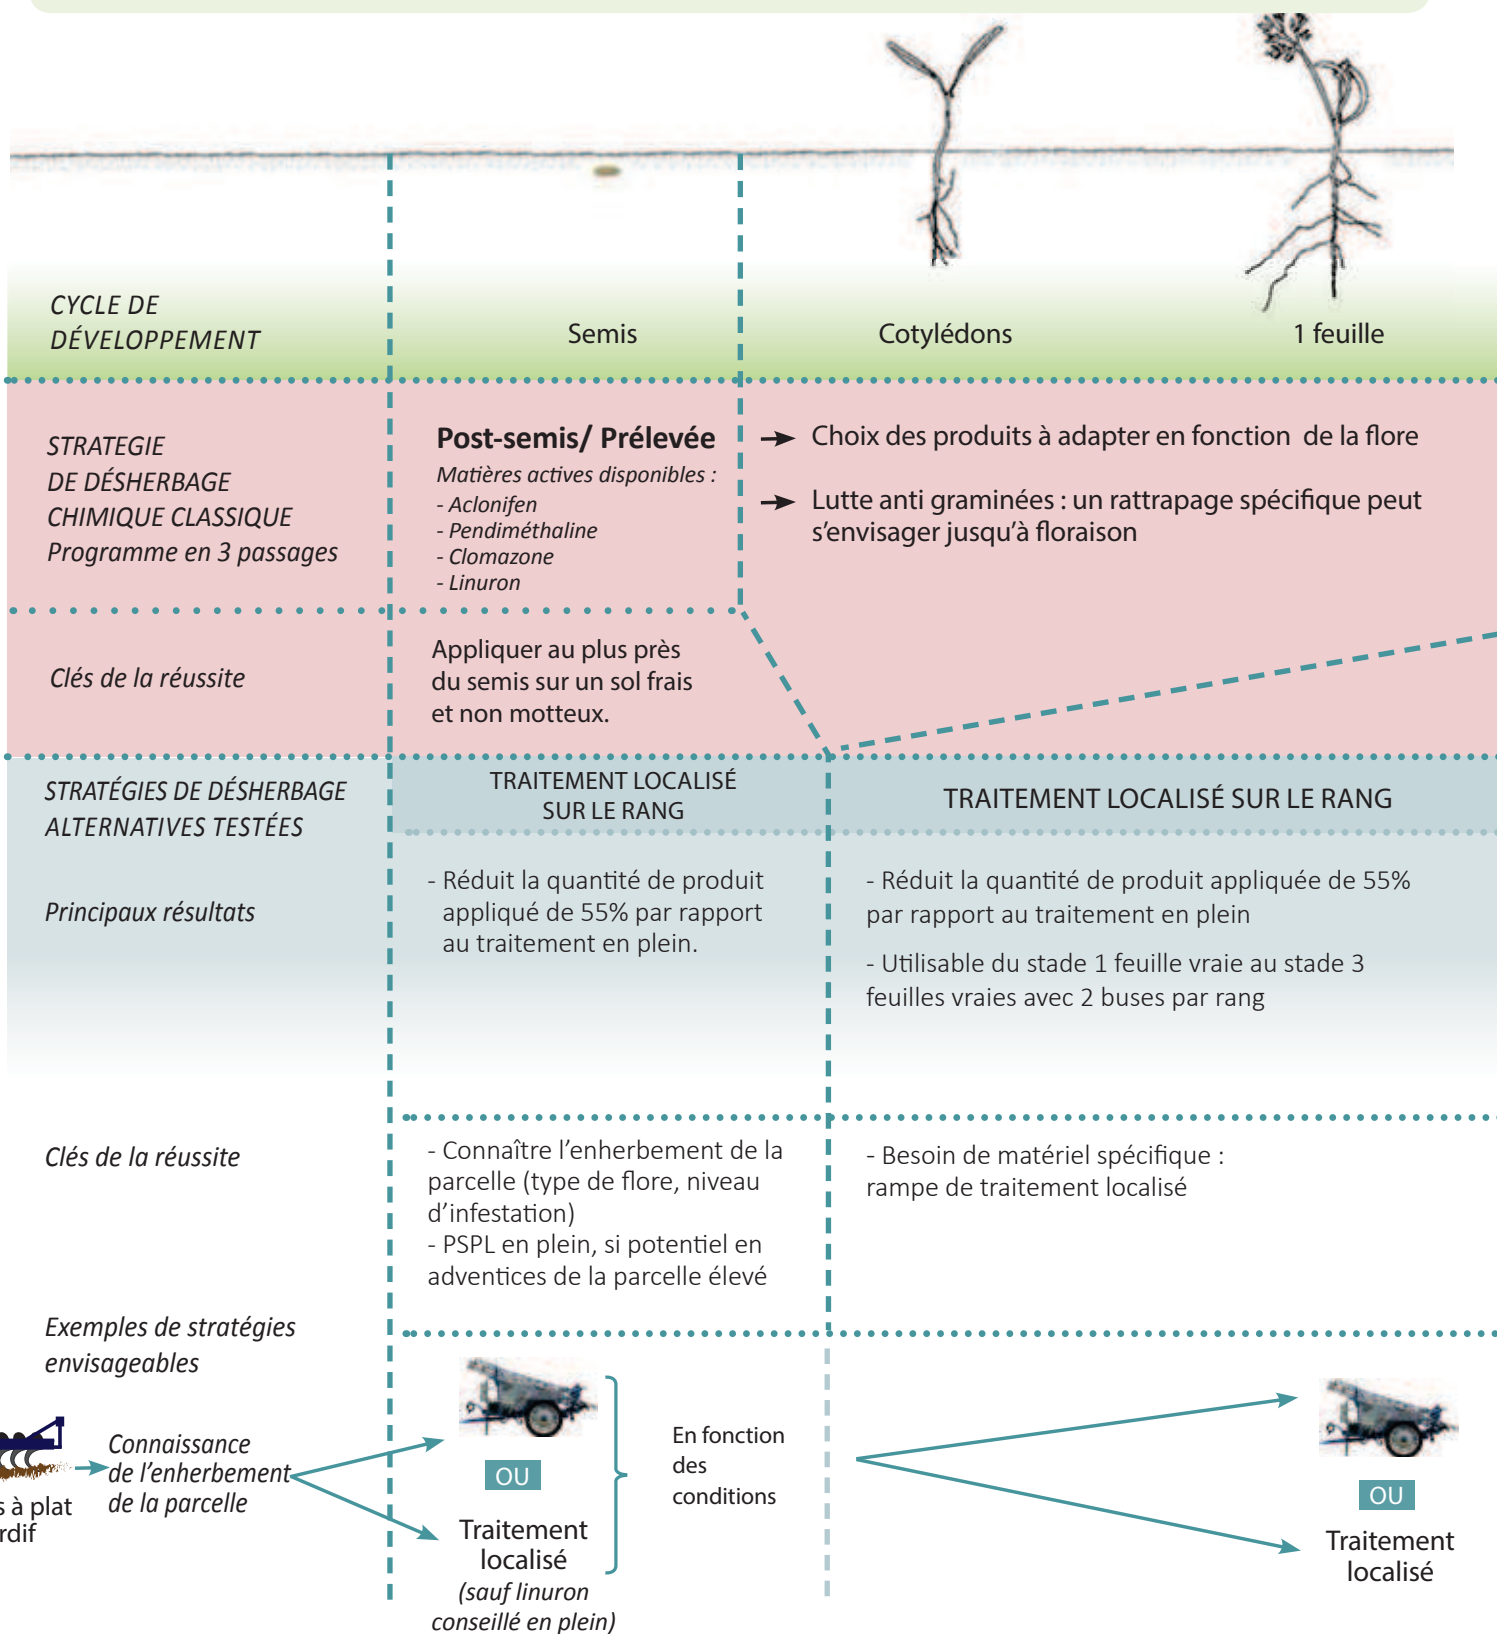 CYCLE DE
DÉVELOPPEMENT
Semis
Cotylédons
1 feuille
STRATEGIE
DE DÉSHERBAGE
CHIMIQUE CLASSIQUE
Programme en 3 passages
Post-semis/ Prélevée
Matières actives disponibles :
- Aclonifen
- Pendiméthaline
- Clomazone
- Linuron
Choix des produits à adapter en fonction de la flore
Lutte anti graminées : un rattrapage spécifique peut
s'envisager jusqu'à floraison
Clés de la réussite
Appliquer au plus près
du semis sur un sol frais
et non motteux.
STRATÉGIES DE DÉSHERBAGE
ALTERNATIVES TESTÉES
TRAITEMENT LOCALISÉ
SUR LE RANG
TRAITEMENT LOCALISÉ SUR LE RANG
Principaux résultats
- Réduit la quantité de produit
appliqué de 55% par rapport
au traitement en plein.
- Réduit la quantité de produit appliquée de 55%
par rapport au traitement en plein
- Utilisable du stade 1 feuille vraie au stade 3
feuilles vraies avec 2 buses par rang
Clés de la réussite
- Connaître l'enherbement de la
parcelle (type de flore, niveau
d'infestation)
- PSPL en plein, si potentiel en
adventices de la parcelle élevé
- Besoin de matériel spécifique :
rampe de traitement localisé
Exemples de stratégies
envisageables
s à plat
rdif
Connaissance
de l'enherbement
de la parcelle
OU
Traitement
localisé
(sauf linuron
conseillé en plein)
En fonction
des
conditions
OU
Traitement
localisé